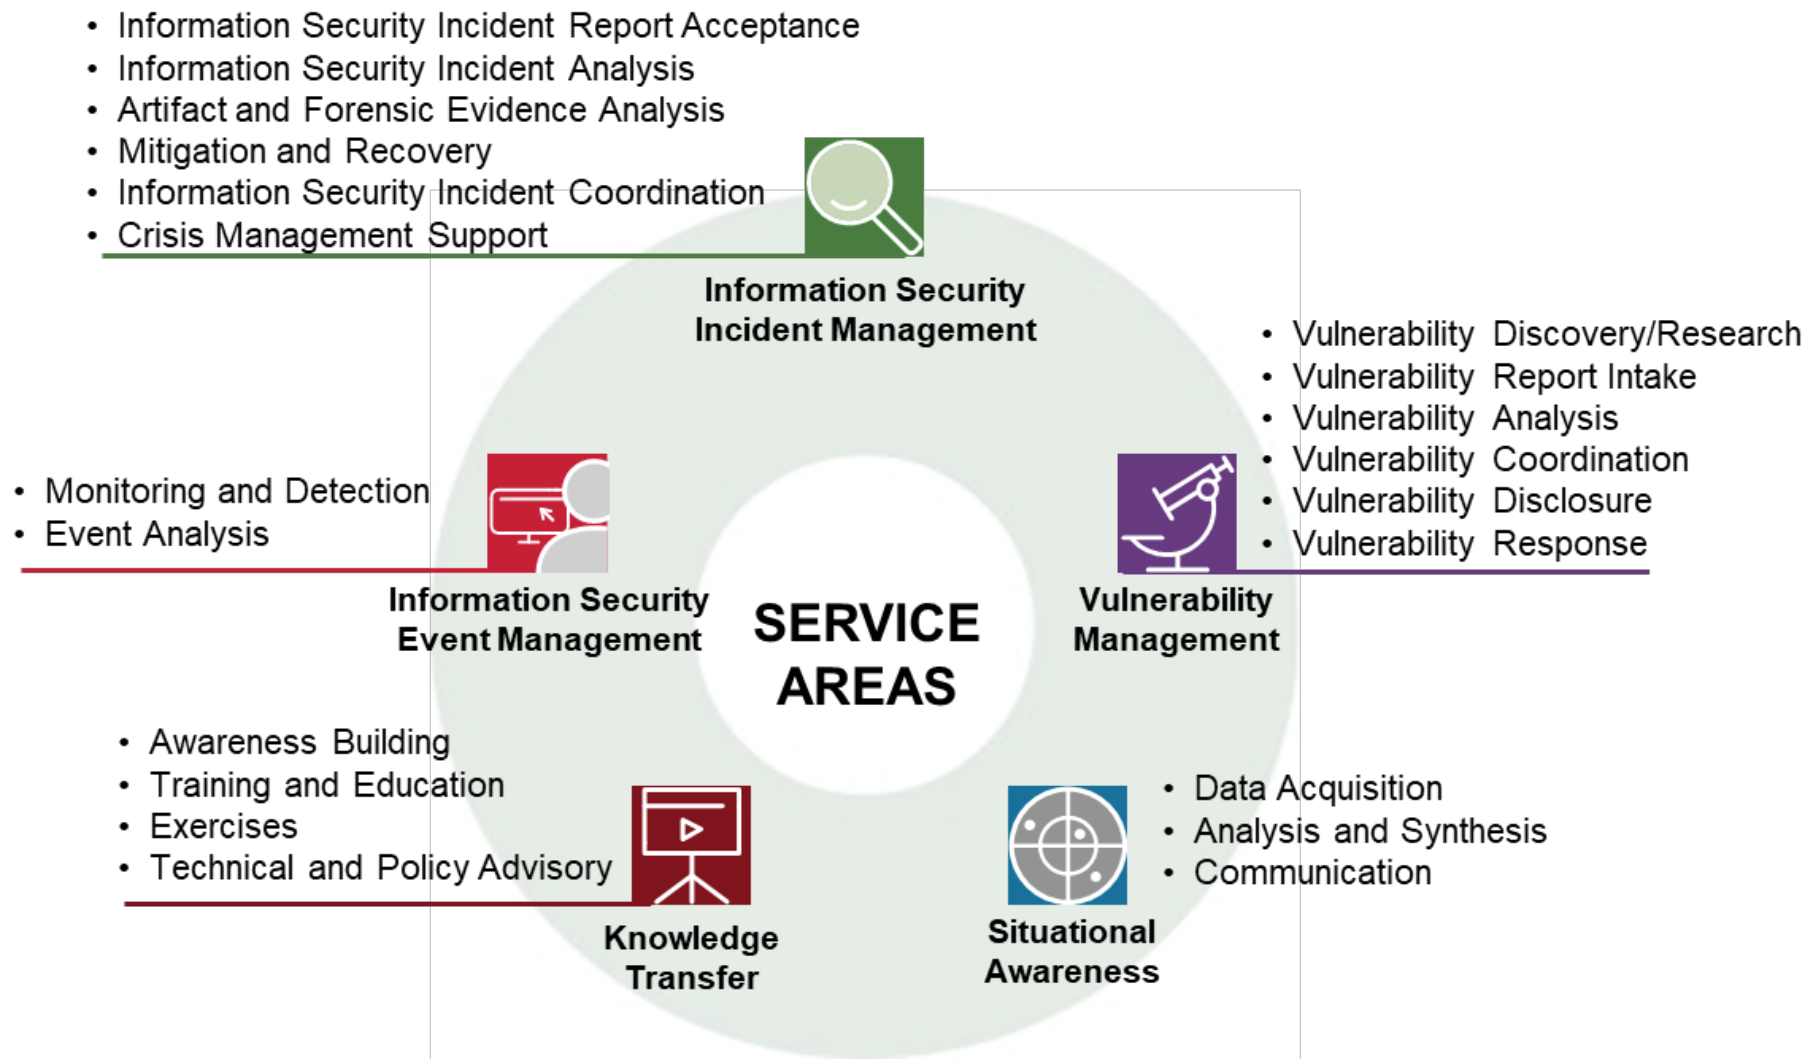 • Information Security Incident Report Acceptance
• Information Security Incident Analysis
• Artifact and Forensic Evidence Analysis
• Mitigation and Recovery
• Information Security Incident Coordination
• Crisis Management Support
Information Security
Incident Management
• Vulnerability Discovery/Research
• Vulnerability Report Intake
• Vulnerability Analysis
• Vulnerability Coordination
• Vulnerability Disclosure
• Vulnerability Response
Vulnerability
Management
• Monitoring and Detection
• Event Analysis
Information Security
Event Management
SERVICE
AREAS
• Awareness Building
• Training and Education
• Exercises
• Technical and Policy Advisory
Knowledge
Transfer
• Data Acquisition
• Analysis and Synthesis
• Communication
Situational
Awareness